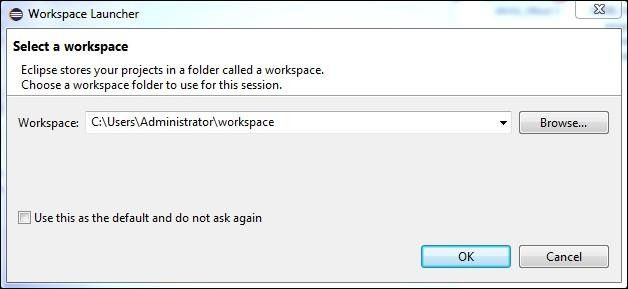 Workspace Launcher
Select a workspace
Eclipse stores your projects in a folder called a workspace.
Choose a workspace folder to use for this session.
Workspace: C:\Users\Administrator\workspace Browse...
Use this as the default and do not ask again
OK Cancel